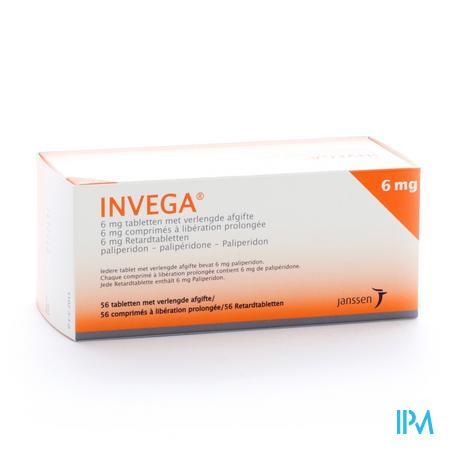 INVEGA®
6 mg
6 mg tabletten met verlengde afgifte
6 mg comprimés à libération prolongée
6 mg Retardtabletten
paliperidon - palipéridone - Paliperidon
Iedere tablet met verlengde afgifte bevat 6 mg paliperidon.
Chaque comprimé à libération prolongée contient 6 mg de palipéridone.
Jede Retardtablette enthält 6 mg Paliperidon.
56 tabletten met verlengde afgifte/
56 comprimés à libération prolongée/56 Retardtabletten
janssen
IPM